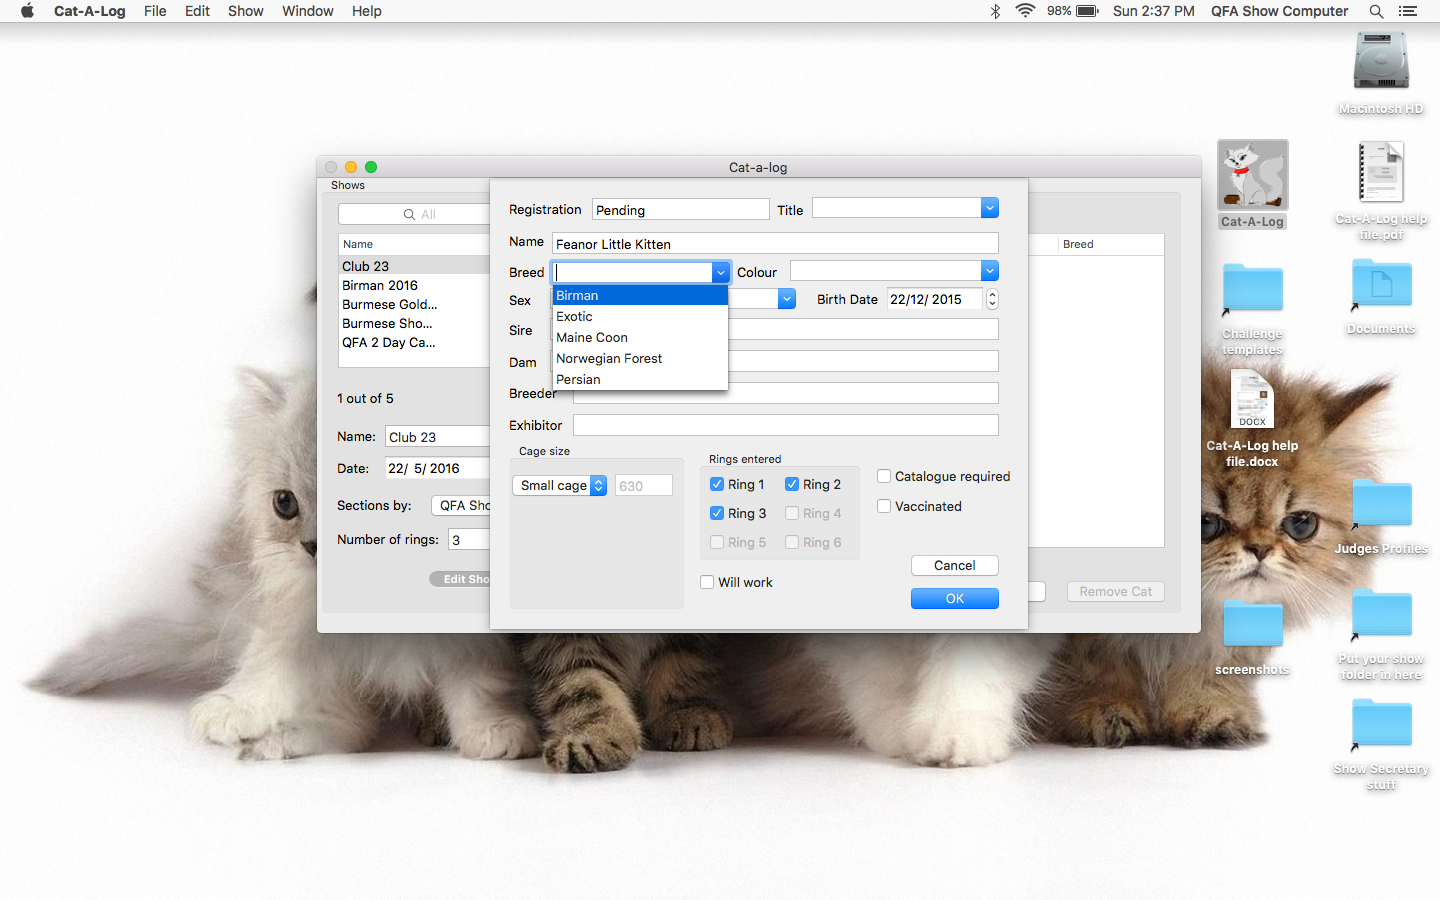 Cat-A-Log File Edit Show Window Help
98% Sun 2:37 PM QFA Show Computer
Macintosh HD
Cat-A-Log
Cat-A-Log help
file.pdf
Challenge
templates
Documents
Cat-A-Log help
file.docx
DOCX
Judges Profiles
screenshots
Put your show
folder in here
Show Secretary
stuff
Cat-a-log
Shows
All
Name
Club 23
Birman 2016
Burmese Gold...
Burmese Sho...
QFA 2 Day Ca...
1 out of 5
Name: Club 23
Date: 22/ 5/ 2016
Sections by: QFA Sho
Number of rings: 3
Edit Sho
Breed
Remove Cat
Registration Pending Title
Name Feanor Little Kitten
Breed Colour
Birman
Exotic
Maine Coon
Norwegian Forest
Persian
Sex Birth Date 22/12/ 2015
Sire
Dam
Breeder
Exhibitor
Cage size
Small cage 630
Rings entered
Ring 1 Ring 2
Ring 3 Ring 4
Ring 5 Ring 6
Will work
Catalogue required
Vaccinated
Cancel
OK